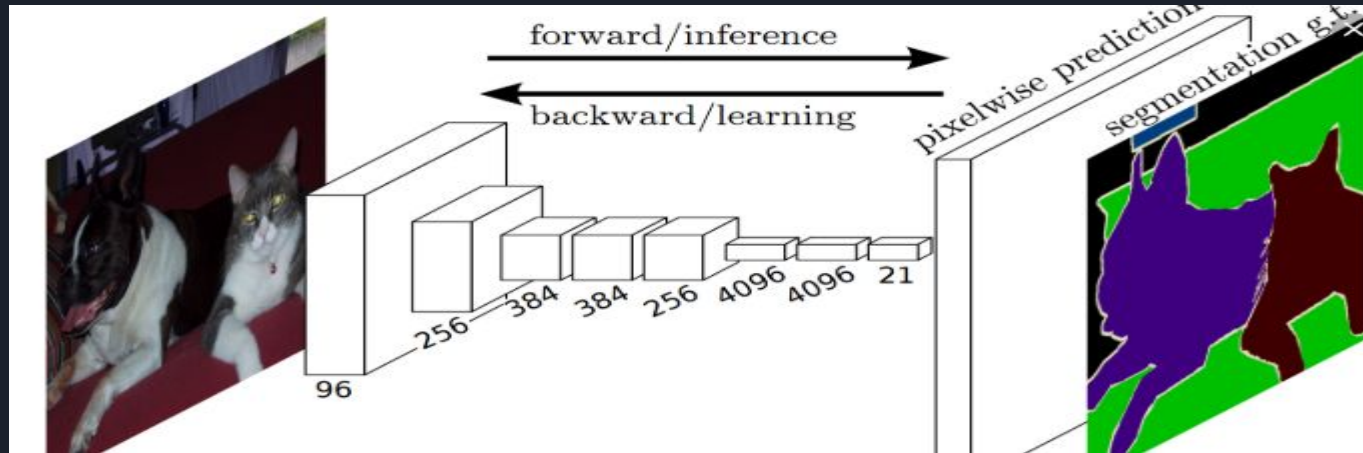 forward/inference
backward/learning
pixelwise prediction
segmentation g.t.
96
256
384
384
256
4096
4096
21